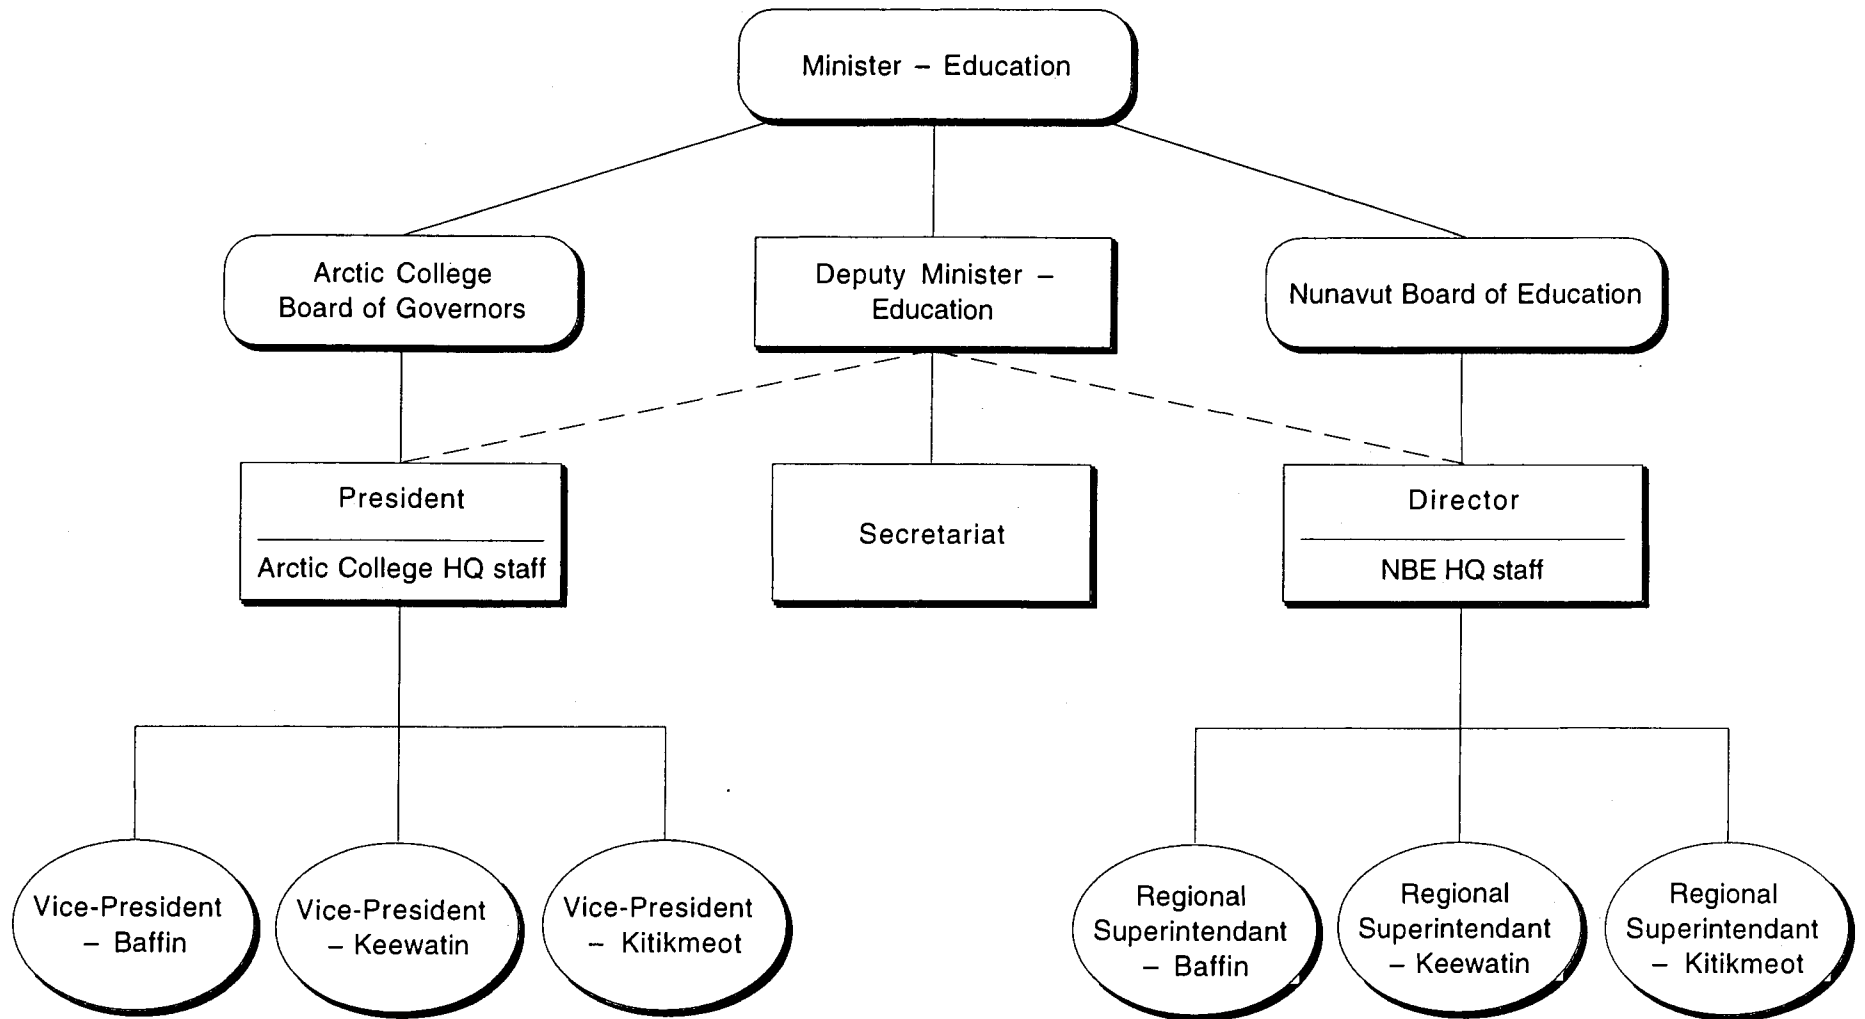 Minister – Education
Arctic College
Board of Governors
Deputy Minister –
Education
Nunavut Board of Education
President
Arctic College HQ staff
Secretariat
Director
NBE HQ staff
Vice-President
– Baffin
Vice-President
– Keewatin
Vice-President
– Kitikmeot
Regional
Superintendant
– Baffin
Regional
Superintendant
– Keewatin
Regional
Superintendant
– Kitikmeot